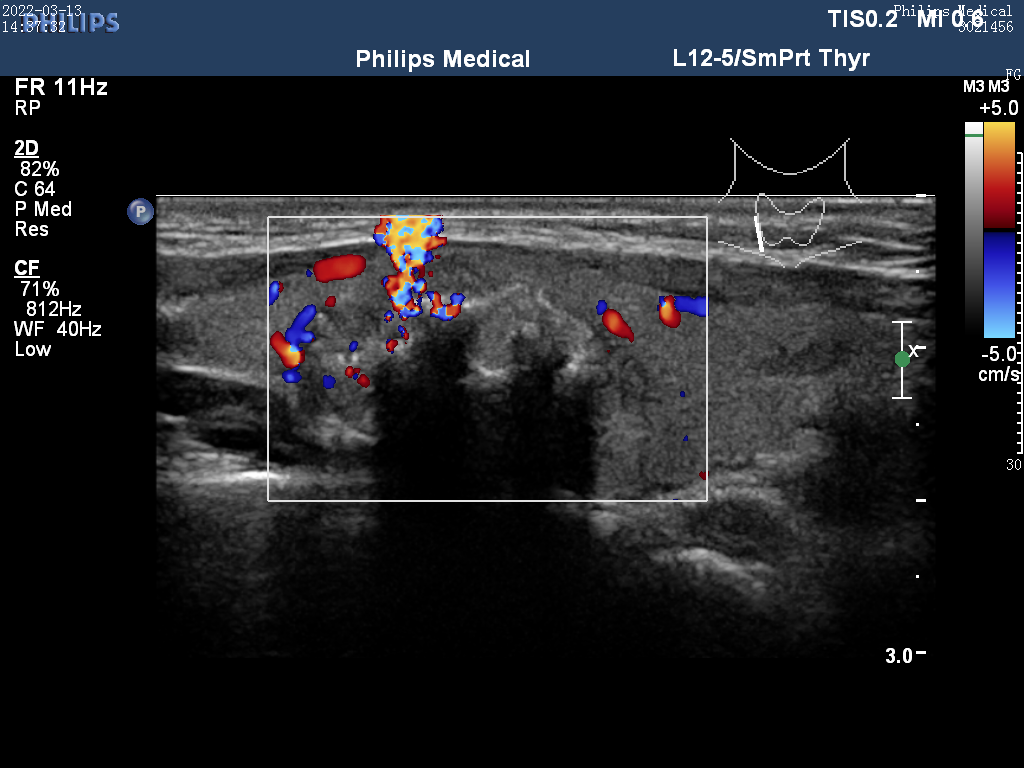 2022-03-13
PHILIPS
TIS0.2 MI 0.6
Philips Medical
Philips Medical
L12-5/SmPrt Thyr
FR 11Hz
RP
FG
M3 M3
+5.0
2D
82%
C 64
P Med
Res
P
CF
71%
812Hz
WF 40Hz
Low
x
-5.0
cm/s
30
3.0